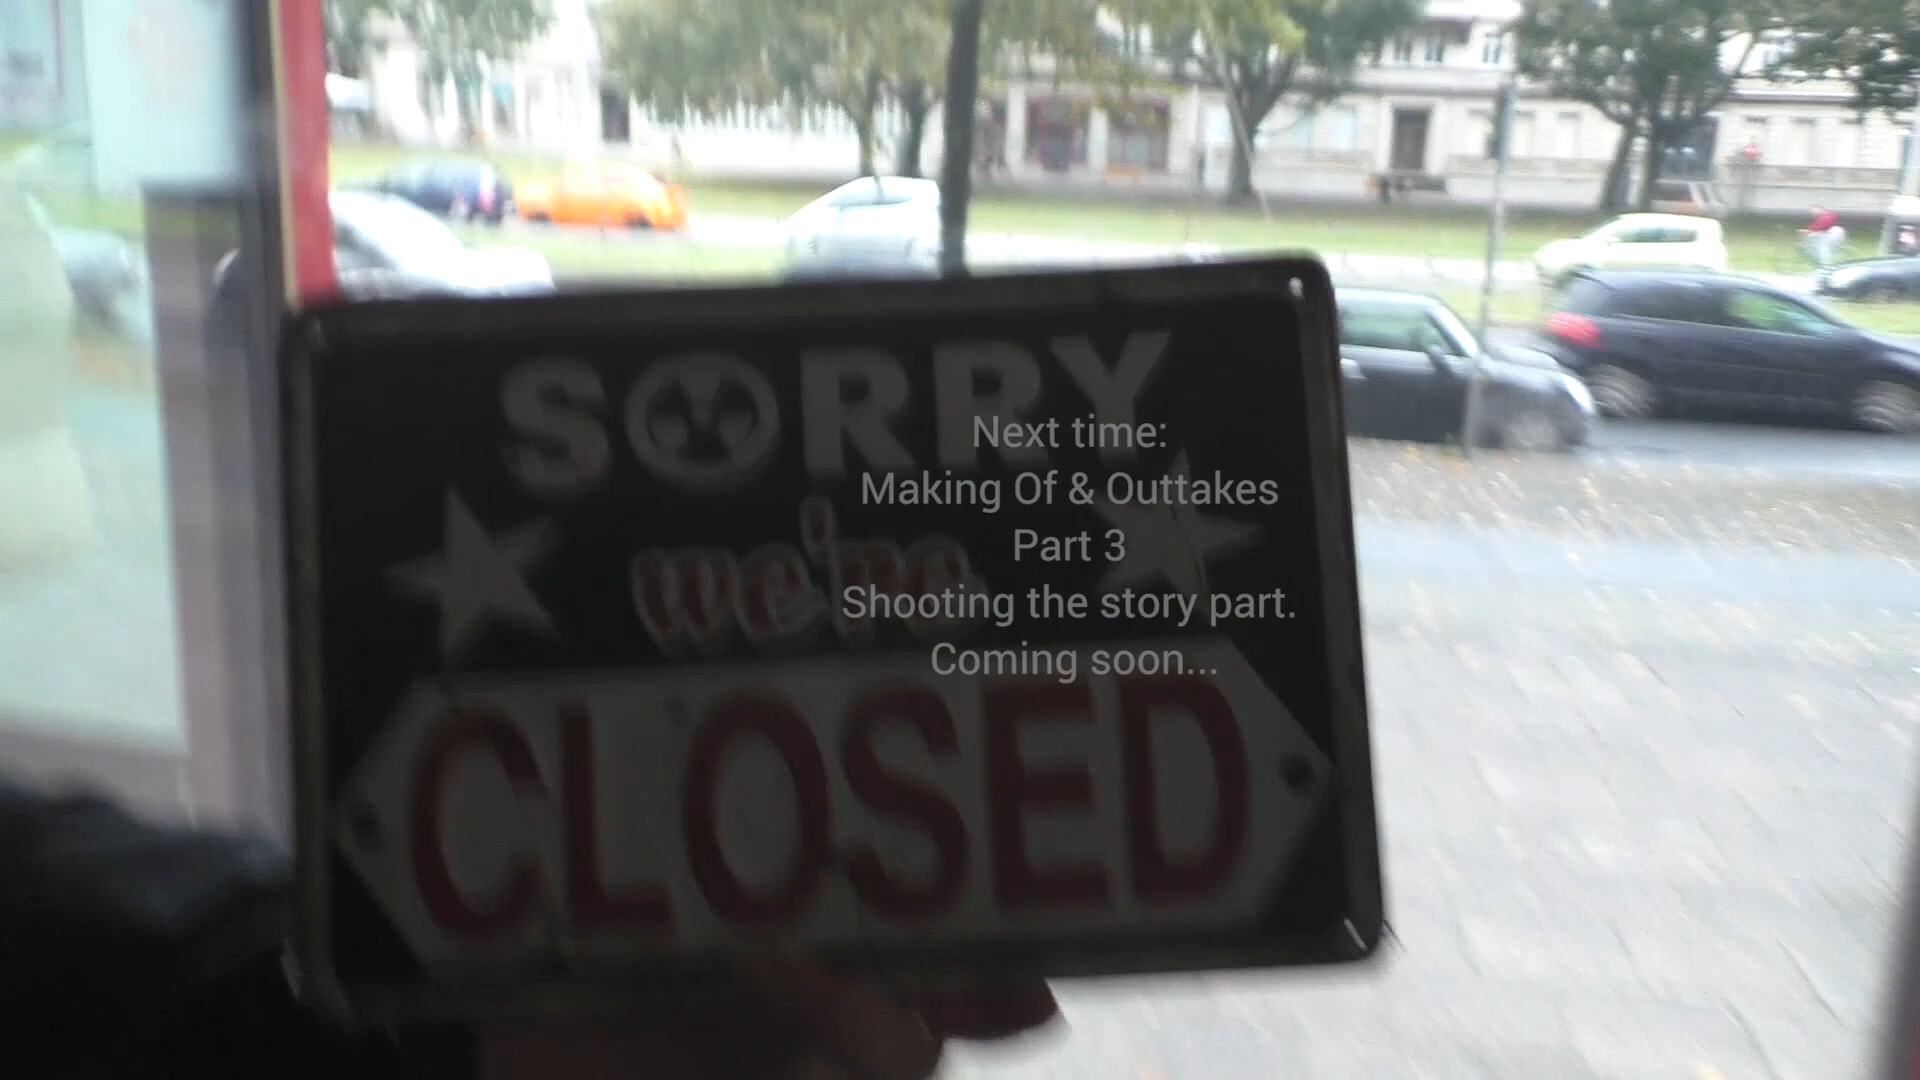 SORRY
we're
CLOSED
Next time:
Making Of & Outtakes
Part 3
Shooting the story part.
Coming soon...